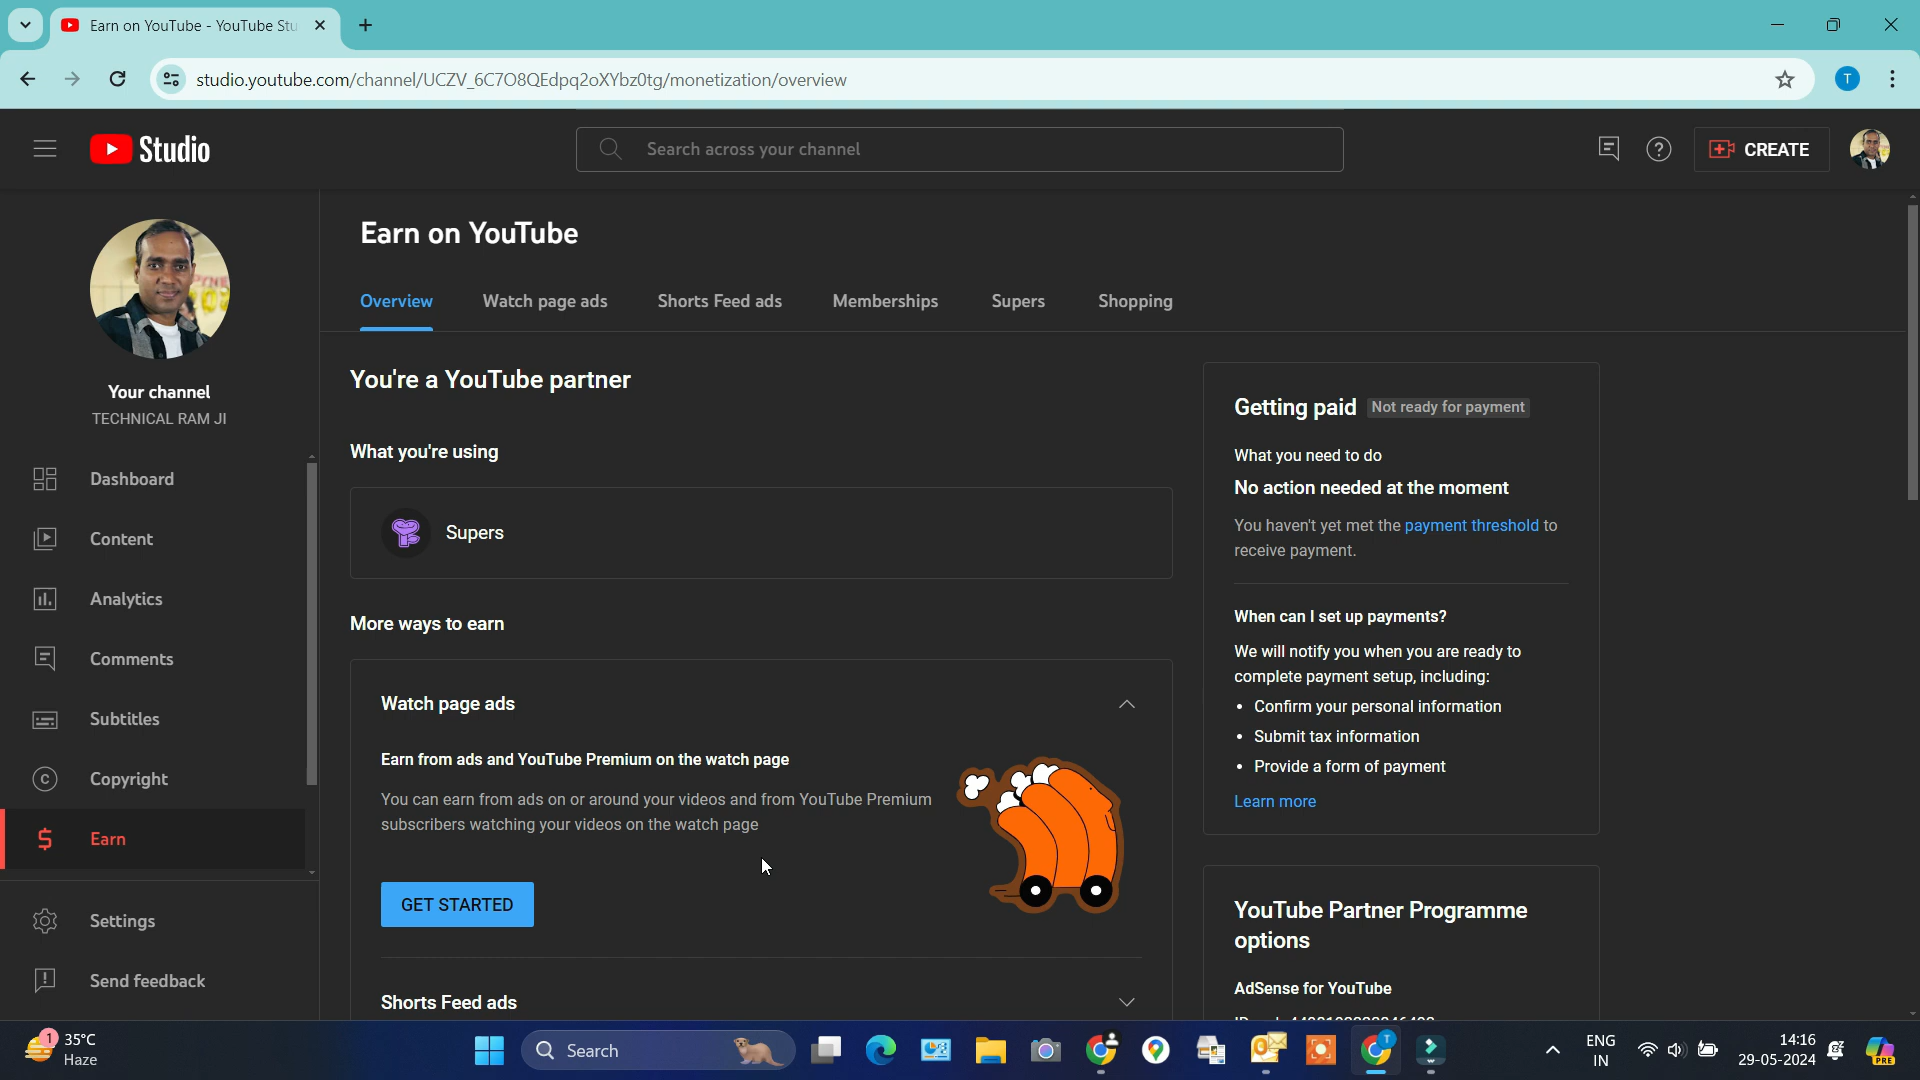 Earn on YouTube - YouTube Stu
studio.youtube.com/channel/UCZV_6C7O8QEdpq2oXYbz0tg/monetization/overview
T
Studio
Search across your channel
CREATE
Your channel
TECHNICAL RAM JI
Dashboard
Content
Analytics
Comments
Subtitles
Copyright
Earn
Settings
Send feedback
Earn on YouTube
Overview
Watch page ads
Shorts Feed ads
Memberships
Supers
Shopping
You're a YouTube partner
What you're using
Supers
More ways to earn
Watch page ads
Earn from ads and YouTube Premium on the watch page
You can earn from ads on or around your videos and from YouTube Premium
subscribers watching your videos on the watch page
GET STARTED
Shorts Feed ads
Getting paid Not ready for payment
What you need to do
No action needed at the moment
You haven't yet met the payment threshold to
receive payment.
When can I set up payments?
We will notify you when you are ready to
complete payment setup, including:
• Confirm your personal information
• Submit tax information
• Provide a form of payment
Learn more
YouTube Partner Programme
options
AdSense for YouTube
1
35°C
Haze
Search
T
ENG
IN
14:16
29-05-2024
PRE